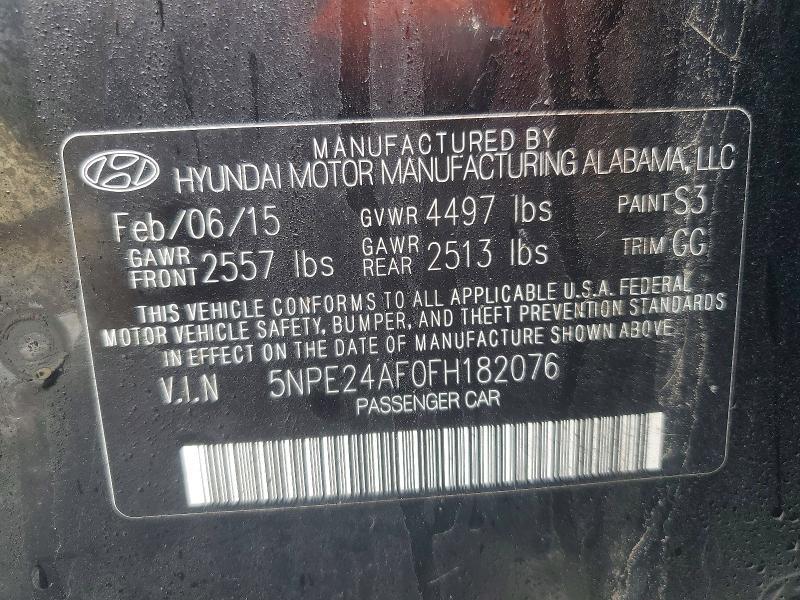 MANUFACTURED BY
HYUNDAI MOTOR MANUFACTURING ALABAMA, LLC
Feb/06/15 GVWR 4497 lbs PAINT S3
GAWR FRONT 2557 lbs GAWR REAR 2513 lbs TRIM GG
THIS VEHICLE CONFORMS TO ALL APPLICABLE U.S.A. FEDERAL
MOTOR VEHICLE SAFETY, BUMPER, AND THEFT PREVENTION STANDARDS
IN EFFECT ON THE DATE OF MANUFACTURE SHOWN ABOVE
V.I.N 5NPE24AF0FH182076
PASSENGER CAR